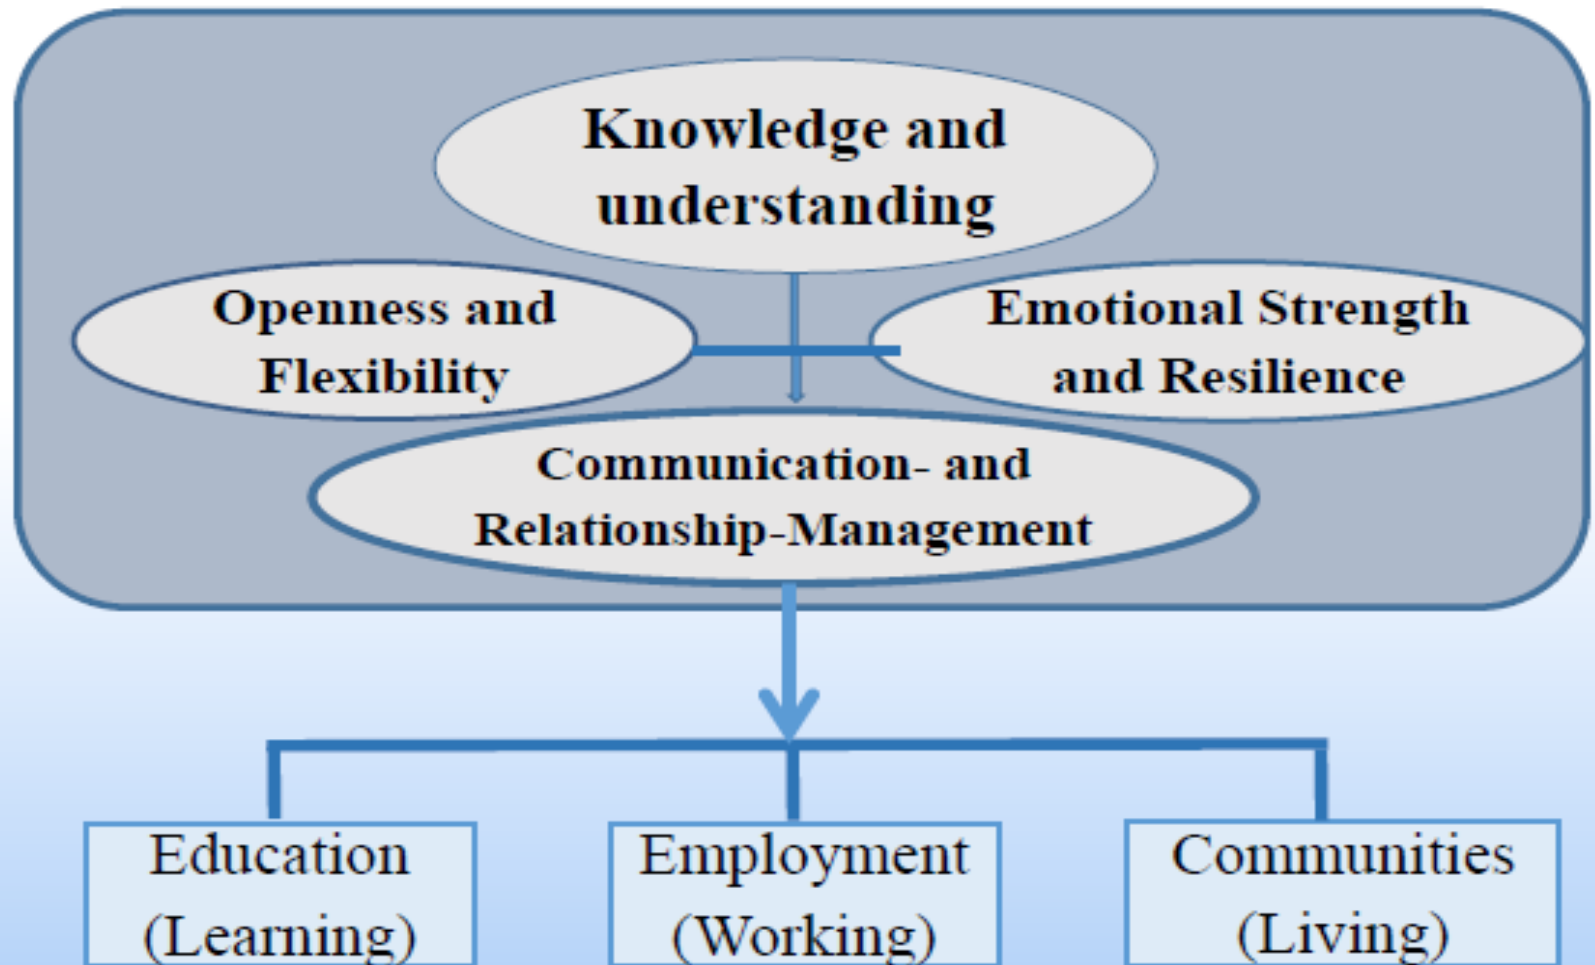 Knowledge and
understanding
Openness and
Flexibility
Emotional Strength
and Resilience
Communication- and
Relationship-Management
Education
(Learning)
Employment
(Working)
Communities
(Living)